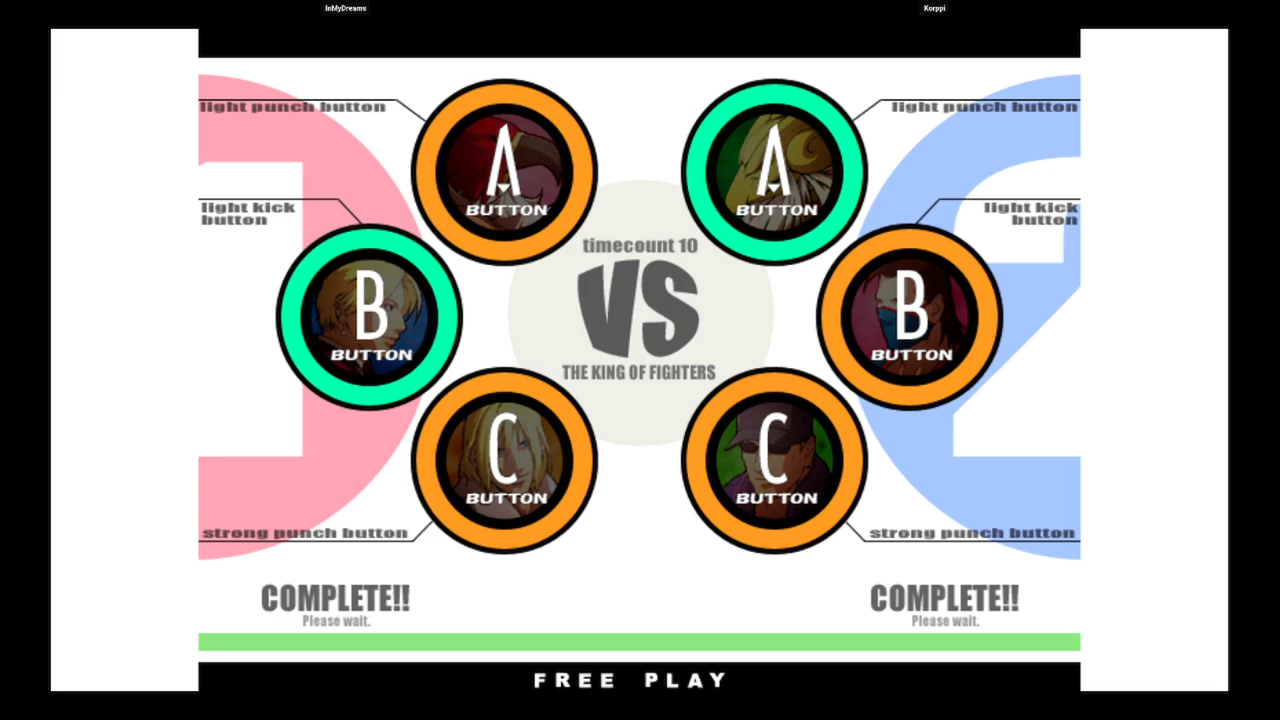 InMyDreams
Korppi
light punch button
light punch button
A
BUTTON
A
BUTTON
light kick
button
light kick
button
timecount 10
VS
THE KING OF FIGHTERS
B
BUTTON
B
BUTTON
C
BUTTON
C
BUTTON
strong punch button
strong punch button
COMPLETE!!
Please wait.
COMPLETE!!
Please wait.
FREE PLAY